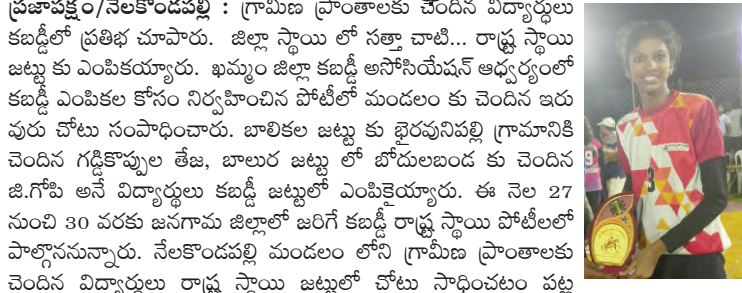 ప్రజాపక్షం/నేలకొండపల్లి : గ్రామీణ ప్రాంతాలకు చెందిన విద్యార్థులు
కబడ్డీలో ప్రతిభ చూపారు. జిల్లా స్థాయి లో సత్తా చాటి... రాష్ట్ర స్థాయి
జట్టు కు ఎంపికయ్యారు. ఖమ్మం జిల్లా కబడ్డీ అసోసియేషన్ ఆధ్వర్యంలో
కబడ్డీ ఎంపికల కోసం నిర్వహించిన పోటీలో మండలం కు చెందిన ఇరు
వురు చోటు సంపాధించారు. బాలికల జట్టు కు భైరవునిపల్లి గ్రామానికి
చెందిన గడ్డికొప్పుల తేజ, బాలుర జట్టు లో బోదులబండ కు చెందిన
జి.గోపి అనే విద్యార్థులు కబడ్డీ జట్టులో ఎంపికైయ్యారు. ఈ నెల 27
నుంచి 30 వరకు జనగామ జిల్లాలో జరిగే కబడ్డీ రాష్ట్ర స్థాయి పోటీలలో
పాల్గొననున్నారు. నేలకొండపల్లి మండలం లోని గ్రామీణ ప్రాంతాలకు
చెందిన విద్యార్థులు రాష్ట్ర స్థాయి జట్టులో చోటు సాధించటం పట్ల
3